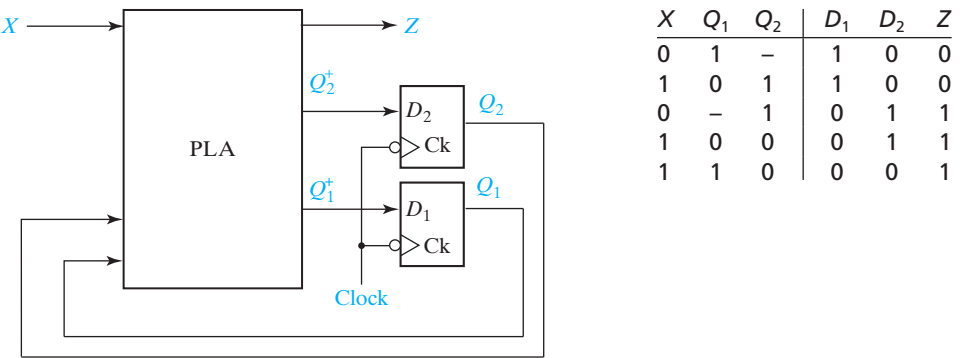 X
Z
Q₂⁺
D₂
Q₂
Ck
PLA
Q₁⁺
D₁
Q₁
Ck
Clock
X Q₁ Q₂ D₁ D₂ Z
0 1 – 1 0 0
1 0 1 1 0 0
0 – 1 0 1 1
1 0 0 0 1 1
1 1 0 0 0 1